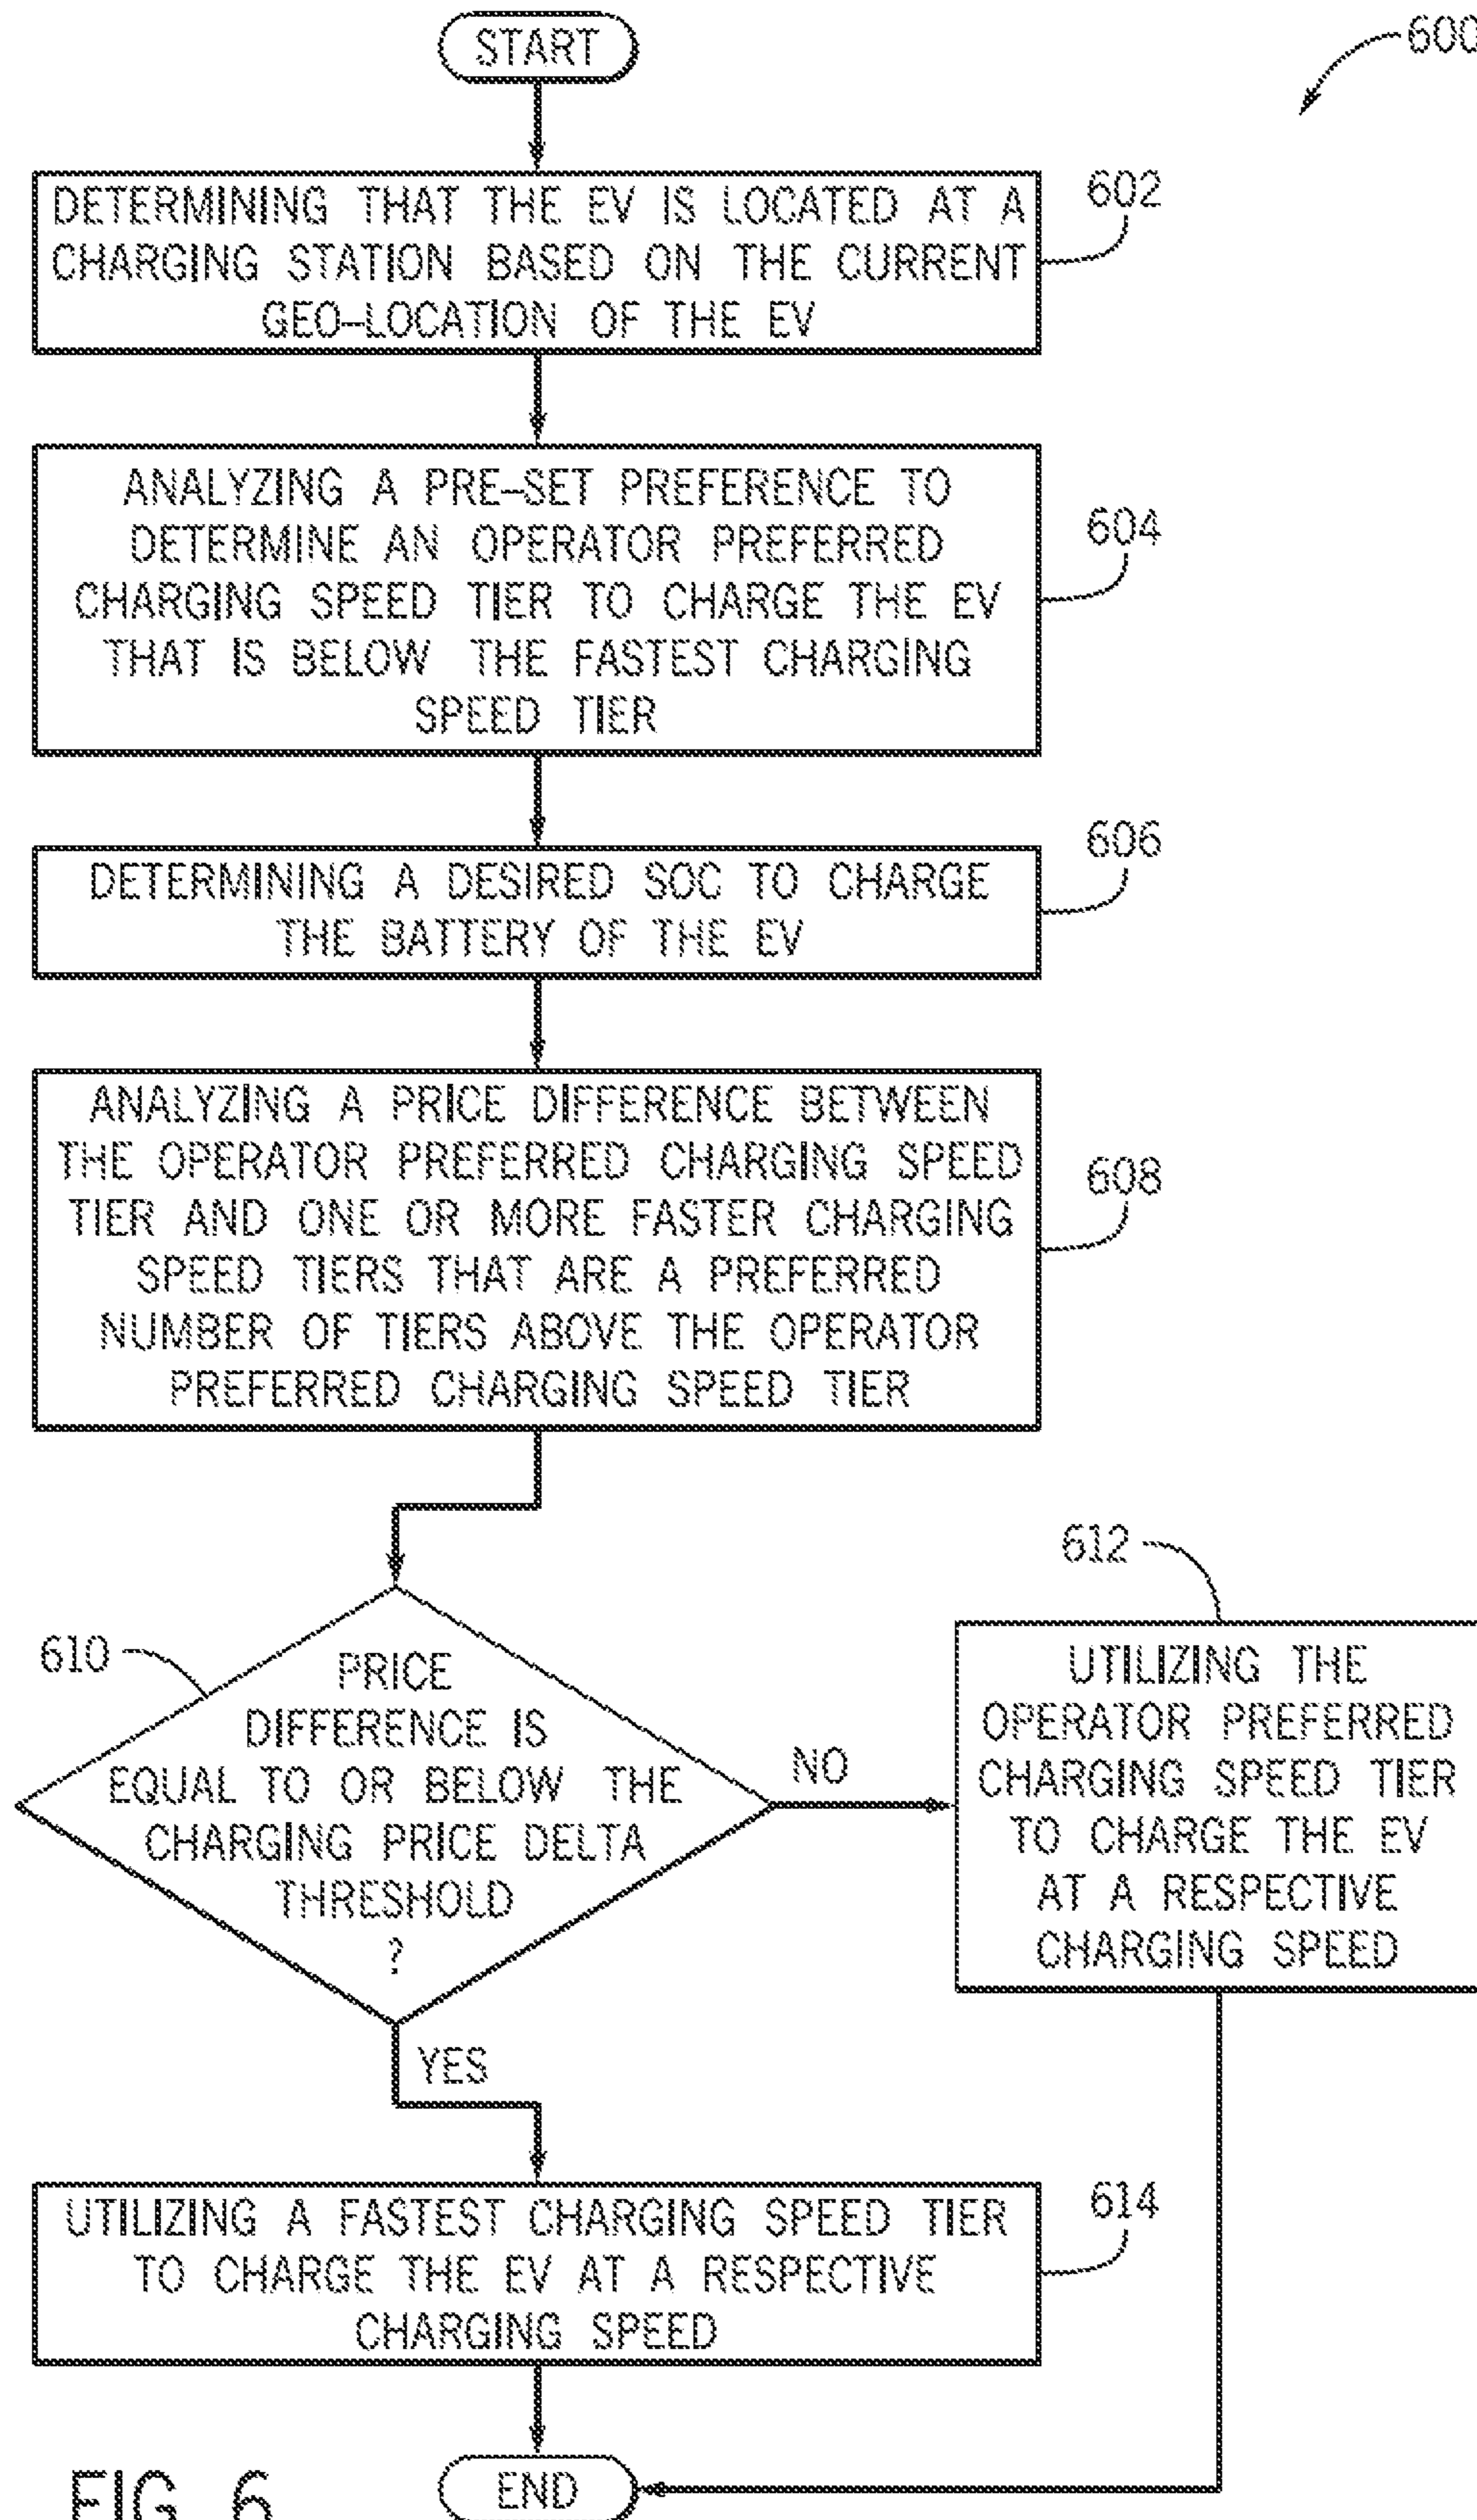 START
600
DETERMINING THAT THE EV IS LOCATED AT A
CHARGING STATION BASED ON THE CURRENT
GEO-LOCATION OF THE EV
602
ANALYZING A PRE-SET PREFERENCE TO
DETERMINE AN OPERATOR PREFERRED
CHARGING SPEED TIER TO CHARGE THE EV
THAT IS BELOW THE FASTEST CHARGING
SPEED TIER
604
DETERMINING A DESIRED SOC TO CHARGE
THE BATTERY OF THE EV
606
ANALYZING A PRICE DIFFERENCE BETWEEN
THE OPERATOR PREFERRED CHARGING SPEED
TIER AND ONE OR MORE FASTER CHARGING
SPEED TIERS THAT ARE A PREFERRED
NUMBER OF TIERS ABOVE THE OPERATOR
PREFERRED CHARGING SPEED TIER
608
610
PRICE
DIFFERENCE IS
EQUAL TO OR BELOW THE
CHARGING PRICE DELTA
THRESHOLD
?
NO
612
UTILIZING THE
OPERATOR PREFERRED
CHARGING SPEED TIER
TO CHARGE THE EV
AT A RESPECTIVE
CHARGING SPEED
YES
UTILIZING A FASTEST CHARGING SPEED TIER
TO CHARGE THE EV AT A RESPECTIVE
CHARGING SPEED
614
END
FIG. 6